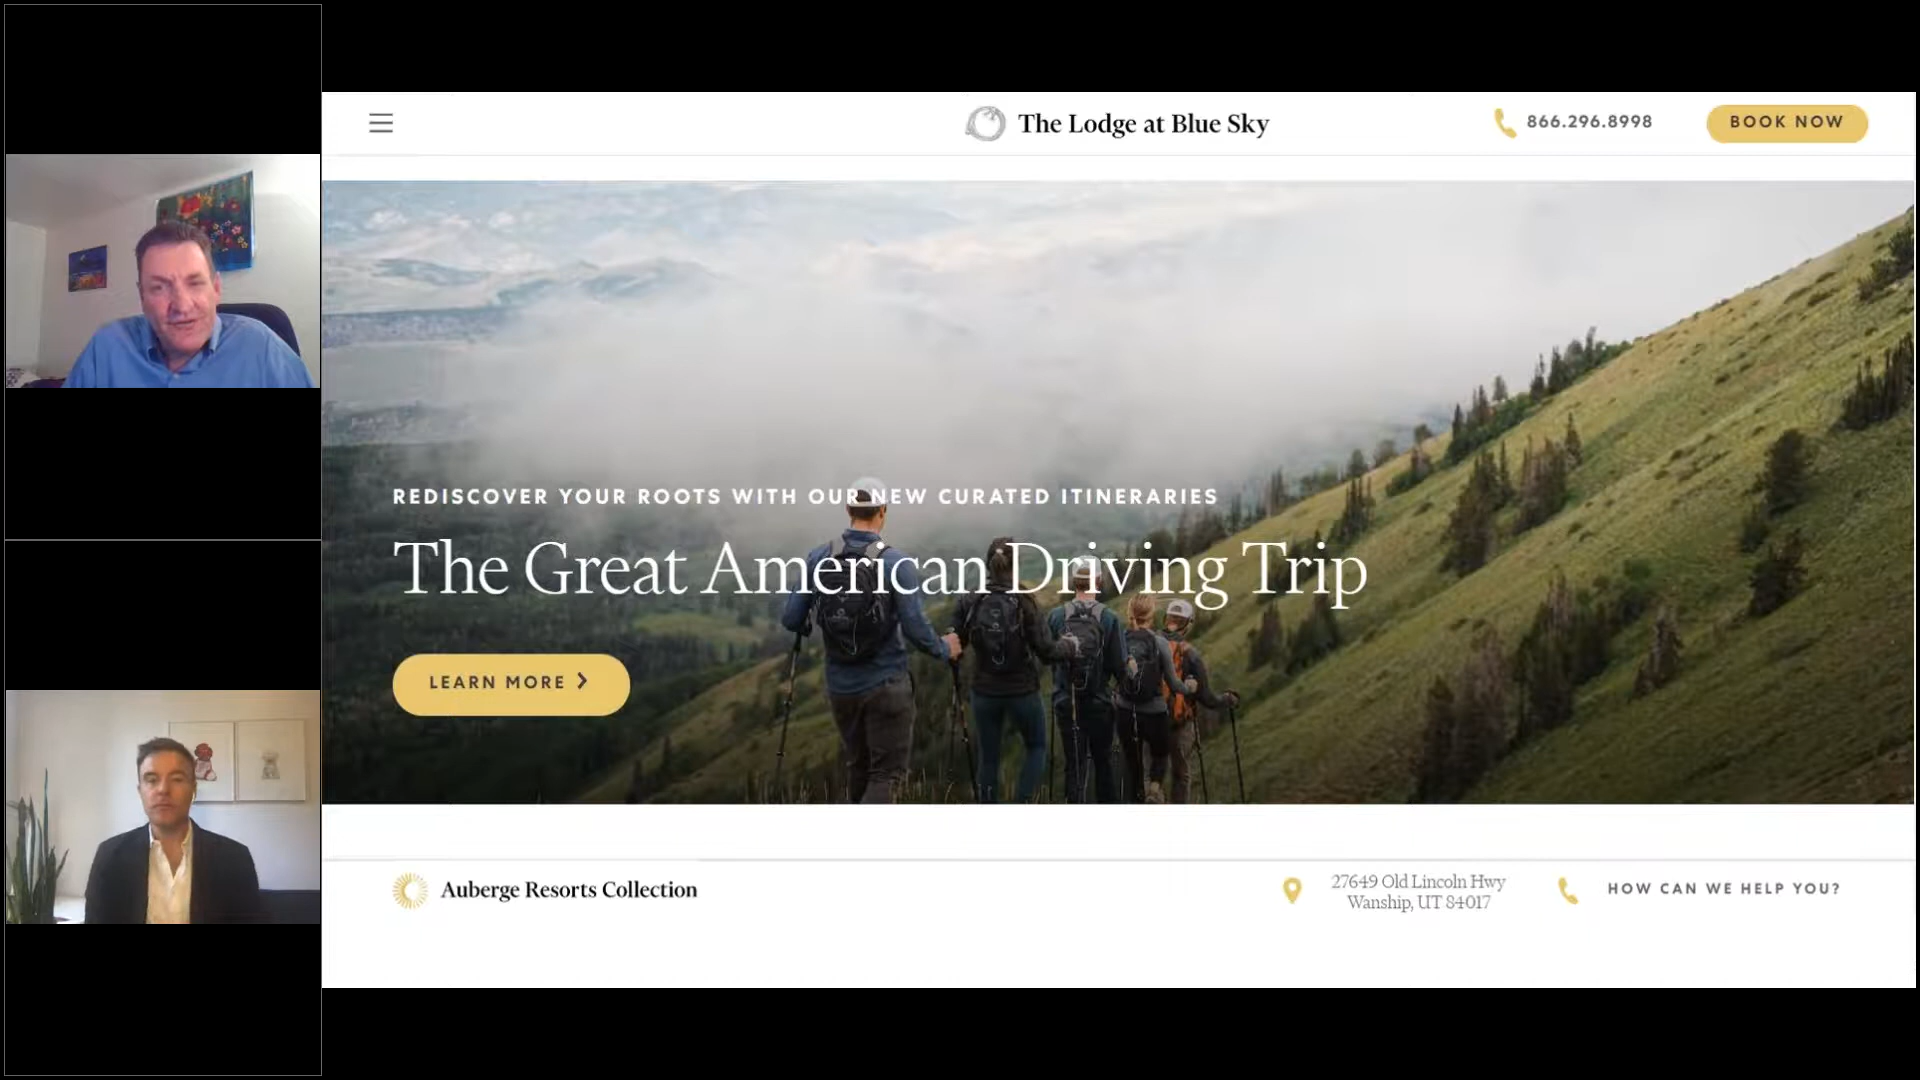 The Lodge at Blue Sky
866.296.8998
BOOK NOW
REDISCOVER YOUR ROOTS WITH OUR NEW CURATED ITINERARIES
The Great American Driving Trip
LEARN MORE
Auberge Resorts Collection
27649 Old Lincoln Hwy
Wanship, UT 84017
HOW CAN WE HELP YOU?